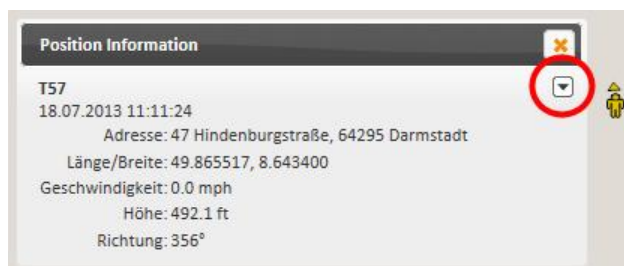 Position Information
T57
18.07.2013 11:11:24
Adresse: 47 Hindenburgstraße, 64295 Darmstadt
Länge/Breite: 49.865517, 8.643400
Geschwindigkeit: 0.0 mph
Höhe: 492.1 ft
Richtung: 356°